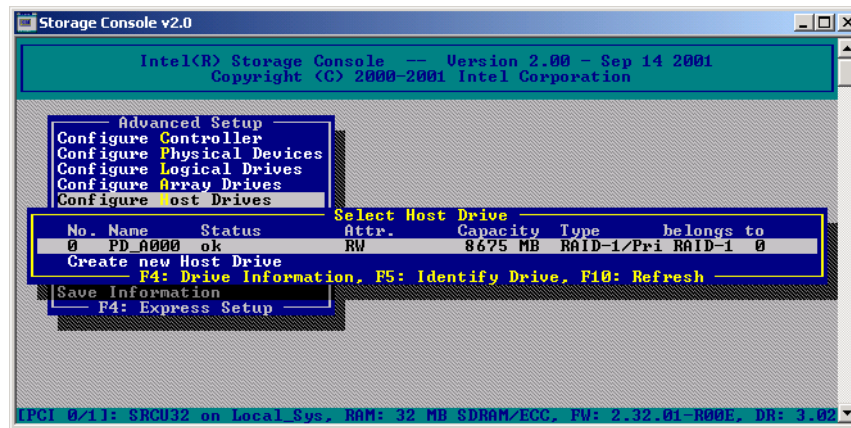 Storage Console v2.0
Intel(R) Storage Console -- Version 2.00 - Sep 14 2001
Copyright (C) 2000-2001 Intel Corporation
Advanced Setup
Configure Controller
Configure Physical Devices
Configure Logical Drives
Configure Array Drives
Configure Host Drives
Select Host Drive
No. Name Status Attr. Capacity Type belongs to
0 PD_A000 ok RW 8675 MB RAID-1/Pri RAID-1 0
Create new Host Drive
F4: Drive Information, F5: Identify Drive, F10: Refresh
Save Information
F4: Express Setup
[PCI 0/1]: SRCU32 on Local_Sys, RAM: 32 MB SDRAM/ECC, FW: 2.32.01-R00E, DR: 3.02